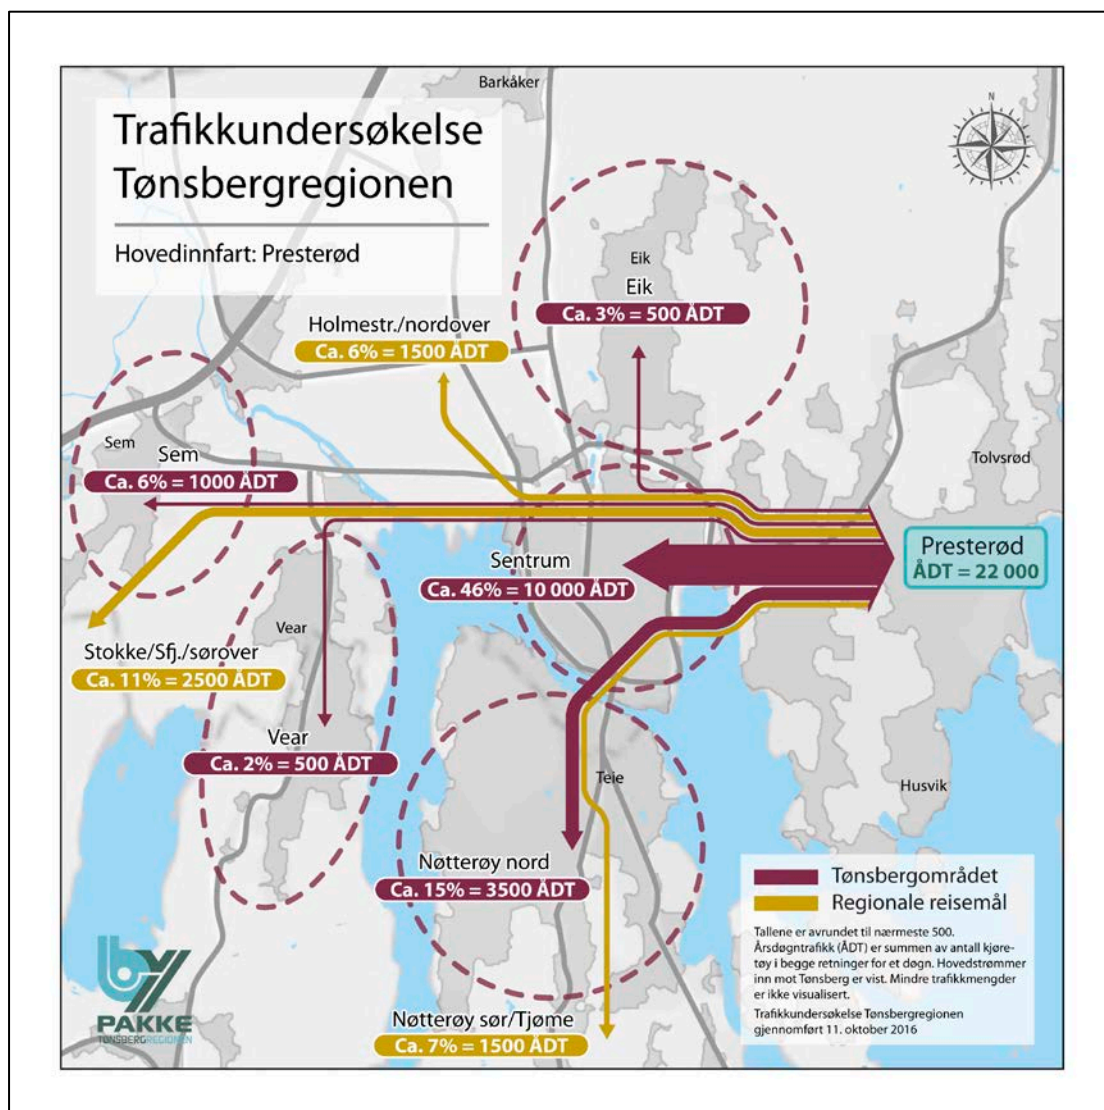 Barkåker
N
Trafikkundersøkelse
Tønsbergregionen
Hovedinnfart: Presterød
Eik
Eik
Ca. 3% = 500 ÅDT
Holmestr./nordover
Ca. 6% = 1500 ÅDT
Sem
Sem
Ca. 6% = 1000 ÅDT
Tolvsrød
Sentrum
Ca. 46% = 10 000 ÅDT
Presterød
ÅDT = 22 000
Vear
Stokke/Sfj./sørover
Ca. 11% = 2500 ÅDT
Vear
Ca. 2% = 500 ÅDT
Teie
Husvik
Nøtterøy nord
Ca. 15% = 3500 ÅDT
Tønsbergområdet
Regionale reisemål
Tallene er avrundet til nærmeste 500.
Årsdøgntrafikk (ÅDT) er summen av antall kjøre-
tøy i begge retninger for et døgn. Hovedstrømmer
inn mot Tønsberg er vist. Mindre trafikkmengder
er ikke visualisert.
Trafikkundersøkelse Tønsbergregionen
gjennomført 11. oktober 2016
by
PAKKE
TØNSBERGREGIONEN
Nøtterøy sør/Tjøme
Ca. 7% = 1500 ÅDT